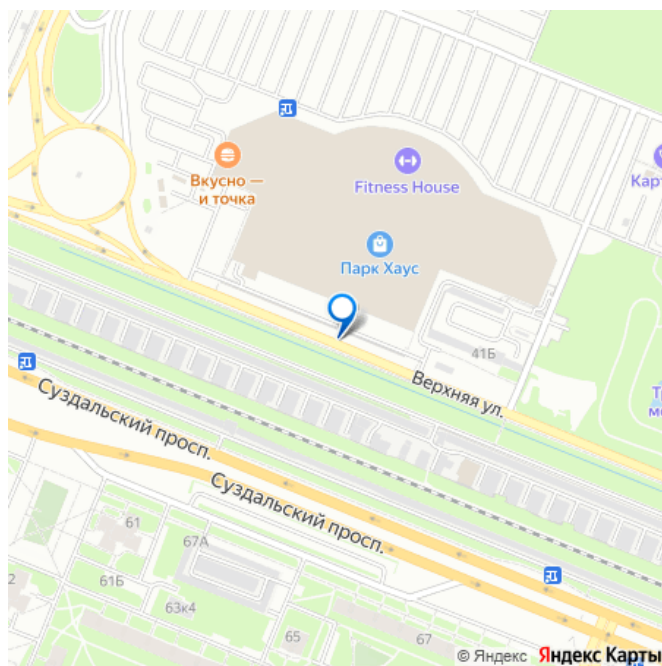 Fitness House
Вкусно —
и точка
Парк Хаус
41Б
Верхняя ул.
Суздальский просп.
Суздальский просп.
61
67А
61Б
63к4
65
67
© Яндекс Яндекс Карты